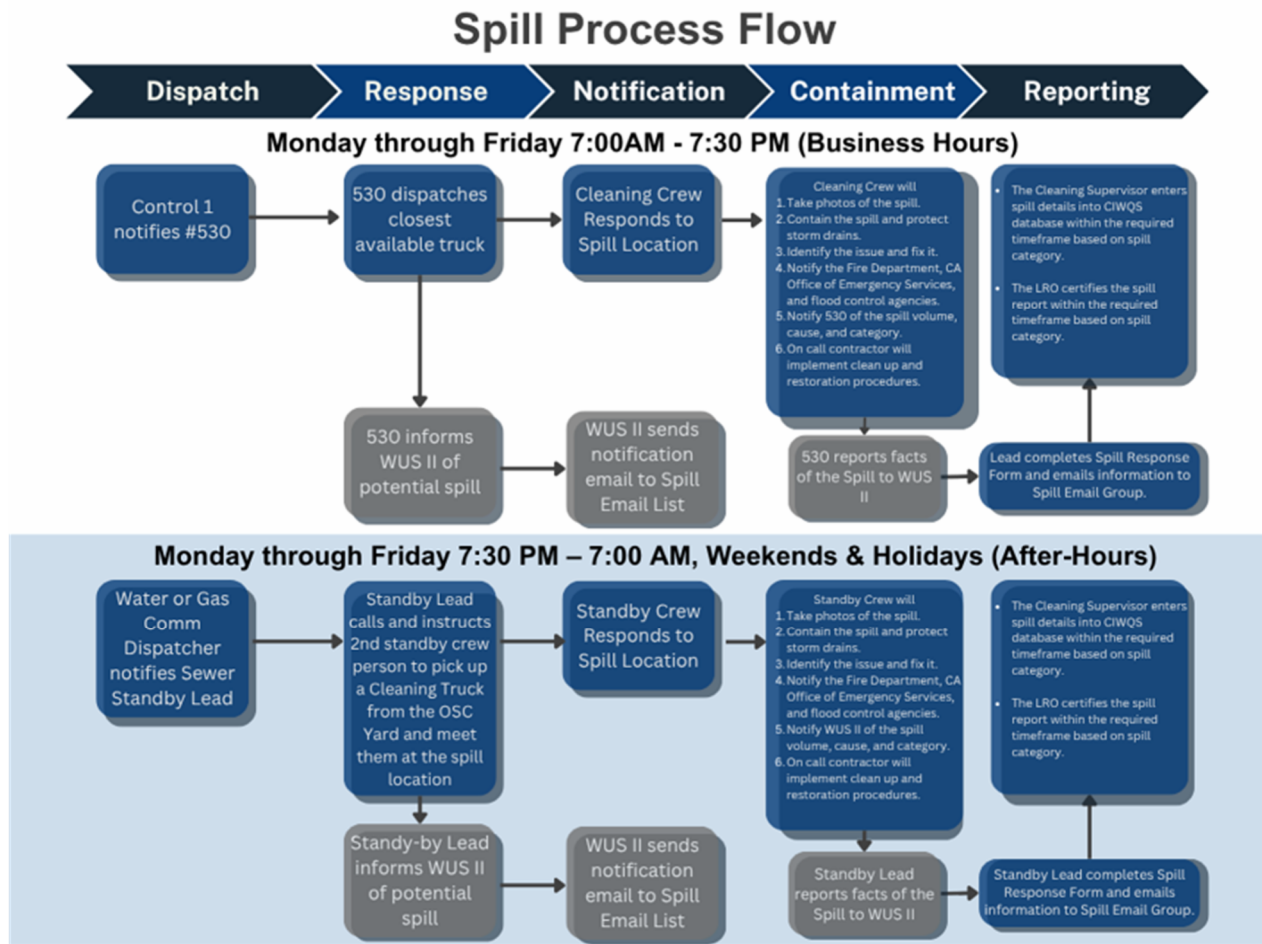 Spill Process Flow
Dispatch
Response
Notification
Containment
Reporting
Monday through Friday 7:00AM - 7:30 PM (Business Hours)
Control 1
notifies #530
530 dispatches
closest
available truck
Cleaning Crew
Responds to
Spill Location
Cleaning Crew will
1. Take photos of the spill.
2. Contain the spill and protect
storm drains.
3. Identify the issue and fix it.
4. Notify the Fire Department, CA
Office of Emergency Services,
and flood control agencies.
5. Notify 530 of the spill volume,
cause, and category.
6. On call contractor will
implement clean up and
restoration procedures.
• The Cleaning Supervisor enters
spill details into CIWQS
database within the required
timeframe based on spill
category.
• The LRO certifies the spill
report within the required
timeframe based on spill
category.
530 informs
WUS II of
potential spill
WUS II sends
notification
email to Spill
Email List
530 reports facts
of the Spill to WUS
II
Lead completes Spill Response
Form and emails information to
Spill Email Group.
Monday through Friday 7:30 PM – 7:00 AM, Weekends & Holidays (After-Hours)
Water or Gas
Comm
Dispatcher
notifies Sewer
Standby Lead
Standby Lead
calls and instructs
2nd standby crew
person to pick up
a Cleaning Truck
from the OSC
Yard and meet
them at the spill
location
Standby Crew
Responds to
Spill Location
Standby Crew will
1. Take photos of the spill.
2. Contain the spill and protect
storm drains.
3. Identify the issue and fix it.
4. Notify the Fire Department, CA
Office of Emergency Services,
and flood control agencies.
5. Notify WUS II of the spill
volume, cause, and category.
6. On call contractor will
implement clean up and
restoration procedures.
• The Cleaning Supervisor enters
spill details into CIWQS
database within the required
timeframe based on spill
category.
• The LRO certifies the spill
report within the required
timeframe based on spill
category.
Standy-by Lead
informs WUS II
of potential
spill
WUS II sends
notification
email to Spill
Email List
Standby Lead
reports facts of the
Spill to WUS II
Standby Lead completes Spill
Response Form and emails
information to Spill Email Group.